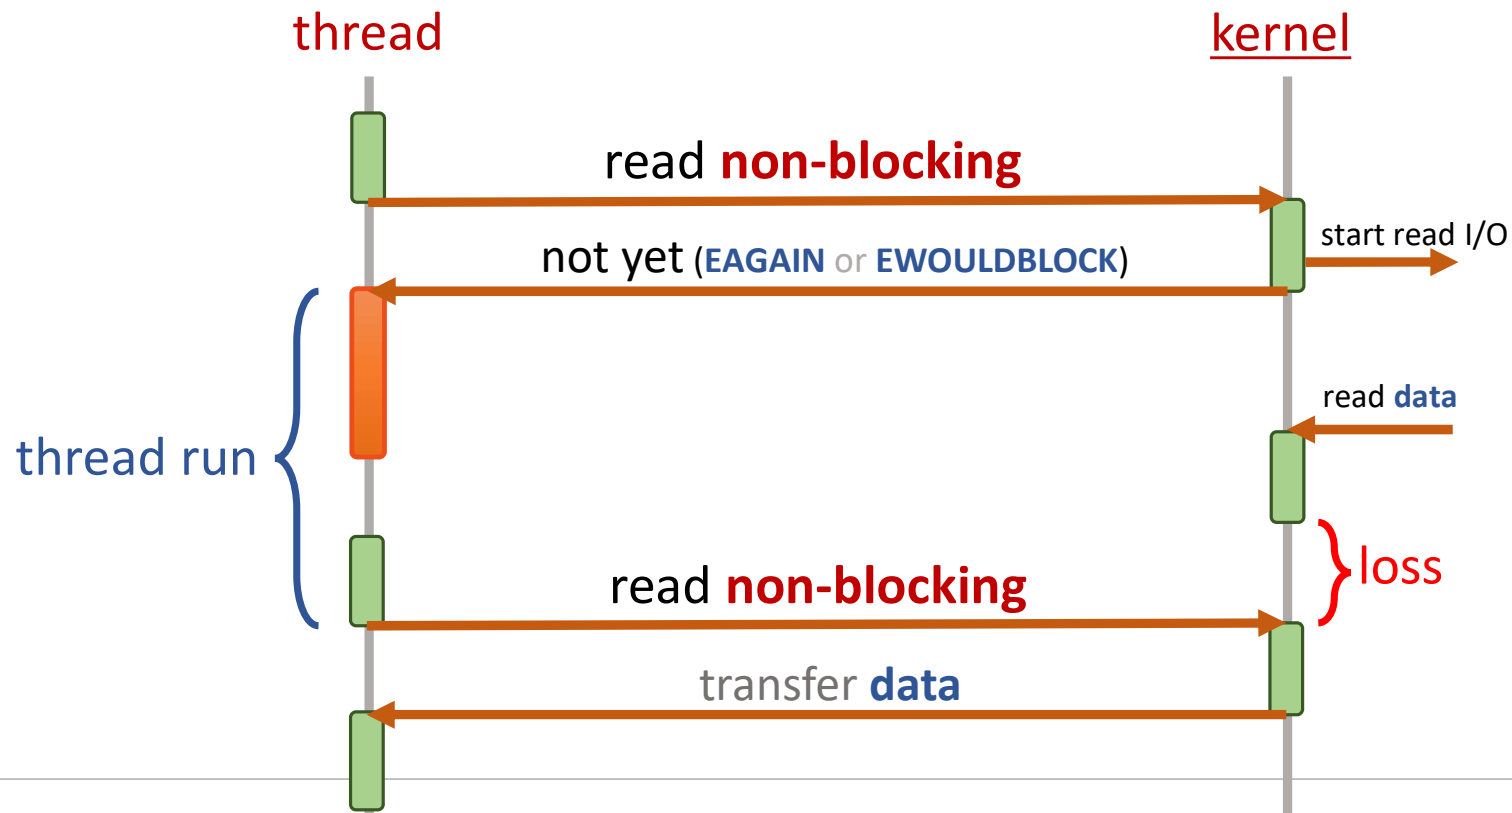 thread
kernel
read non-blocking
start read I/O
not yet (EAGAIN or EWOULDBLOCK)
read data
thread run
loss
read non-blocking
transfer data